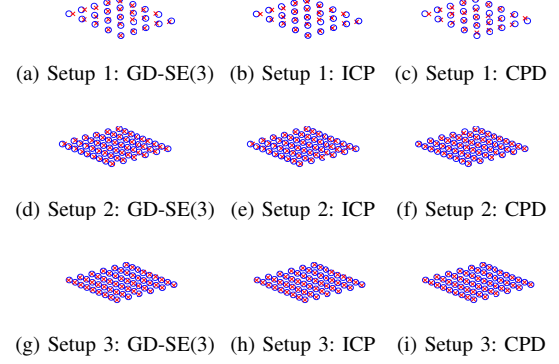 (a) Setup 1: GD-SE(3) (b) Setup 1: ICP (c) Setup 1: CPD
(d) Setup 2: GD-SE(3) (e) Setup 2: ICP (f) Setup 2: CPD
(g) Setup 3: GD-SE(3) (h) Setup 3: ICP (i) Setup 3: CPD